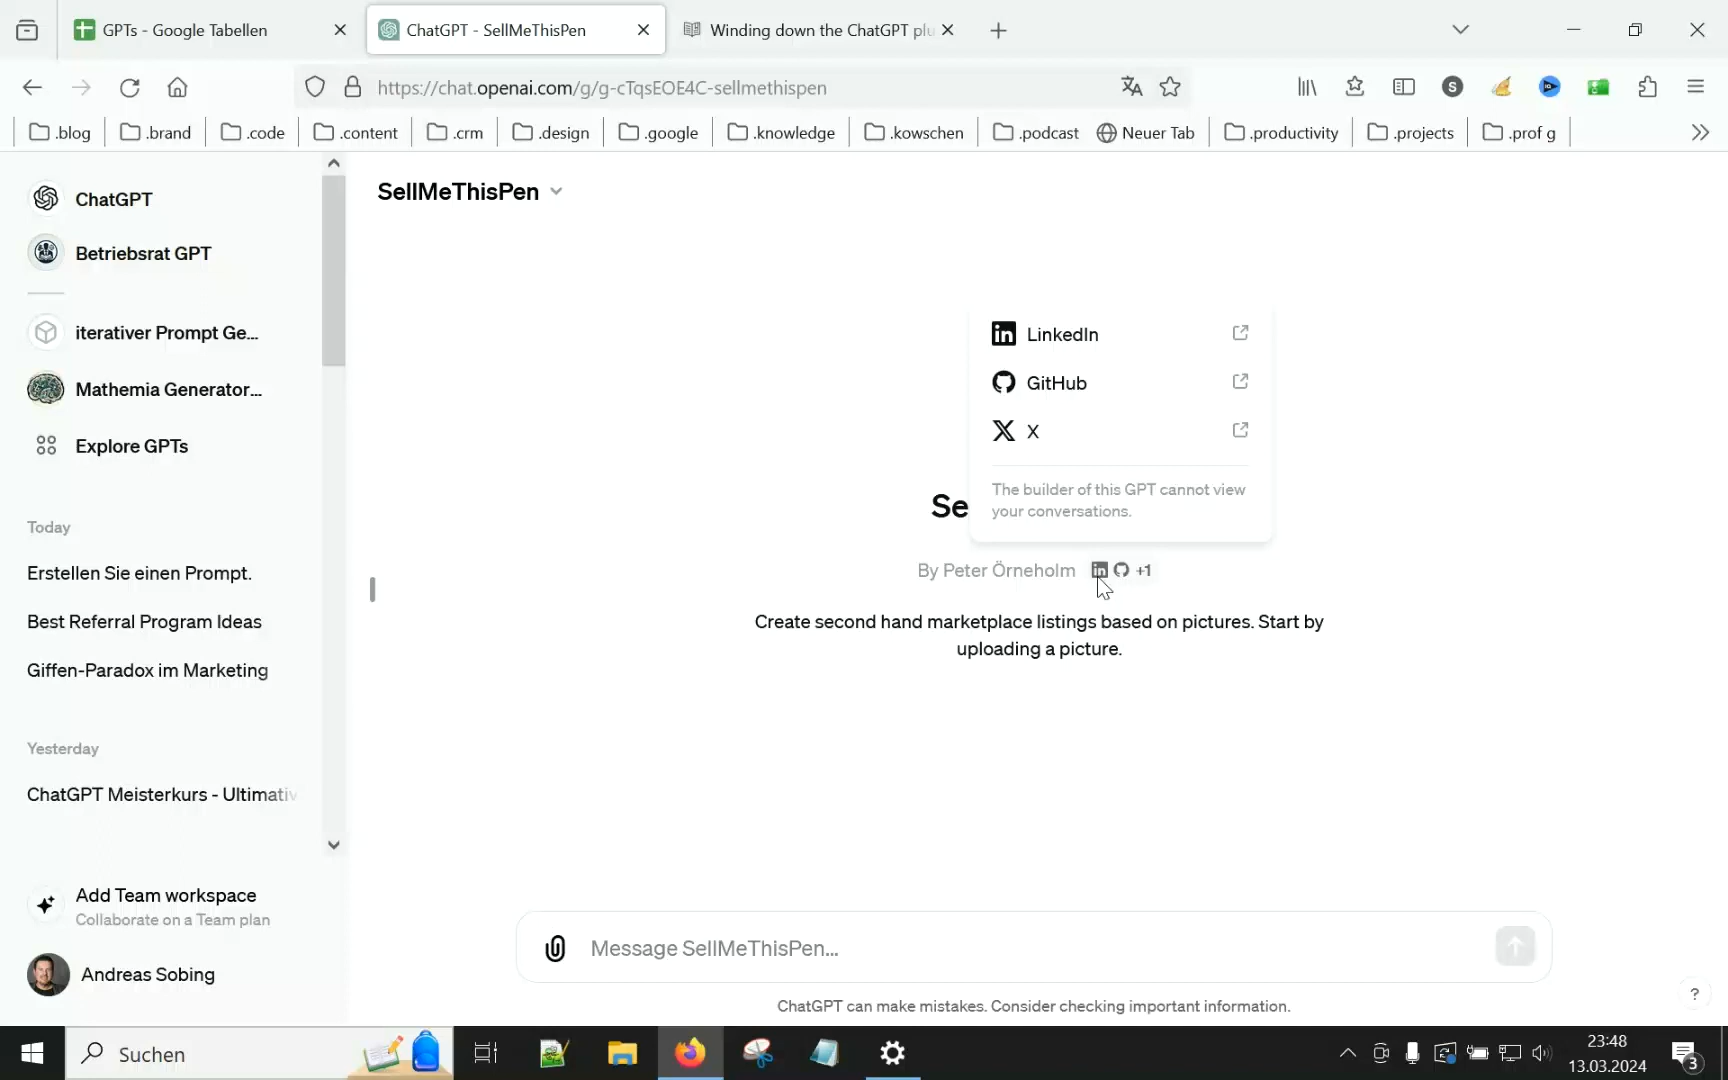 GPTs - Google Tabellen
ChatGPT - SellMeThisPen
Winding down the ChatGPT plu
https://chat.openai.com/g/g-cTqsEOE4C-sellmethispen
S
.blog
.brand
.code
.content
.crm
.design
.google
.knowledge
.kowschen
.podcast
Neuer Tab
.productivity
.projects
.prof g
ChatGPT
Betriebsrat GPT
iterativer Prompt Ge...
Mathemia Generator...
Explore GPTs
Today
Erstellen Sie einen Prompt.
Best Referral Program Ideas
Giffen-Paradox im Marketing
Yesterday
ChatGPT Meisterkurs - Ultimativ
Add Team workspace
Collaborate on a Team plan
Andreas Sobing
SellMeThisPen
LinkedIn
GitHub
X
The builder of this GPT cannot view
your conversations.
Se
By Peter Örneholm
in
+1
Create second hand marketplace listings based on pictures. Start by
uploading a picture.
Message SellMeThisPen...
ChatGPT can make mistakes. Consider checking important information.
?
Suchen
23:48
13.03.2024
3